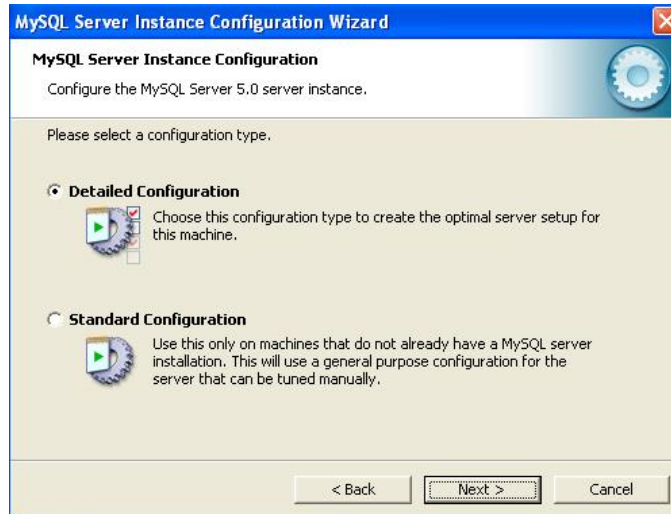 MySQL Server Instance Configuration Wizard
MySQL Server Instance Configuration
Configure the MySQL Server 5.0 server instance.
Please select a configuration type.
Detailed Configuration
Choose this configuration type to create the optimal server setup for
this machine.
Standard Configuration
Use this only on machines that do not already have a MySQL server
installation. This will use a general purpose configuration for the
server that can be tuned manually.
< Back Next > Cancel